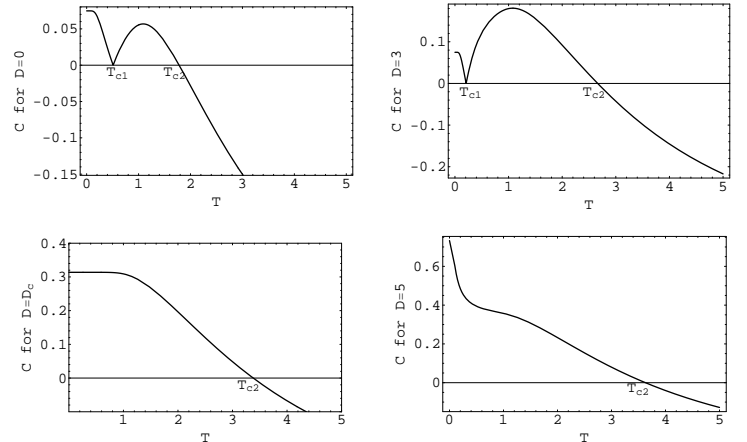 C for D=0
0.05
0
-0.05
-0.1
-0.15
T_c1
T_c2
0 1 2 3 4 5
T
C for D=3
0.1
0
-0.1
-0.2
T_c1
T_c2
0 1 2 3 4 5
T
C for D=D_c
0.4
0.3
0.2
0.1
0
T_c2
1 2 3 4 5
T
C for D=5
0.6
0.4
0.2
0
T_c2
0 1 2 3 4 5
T